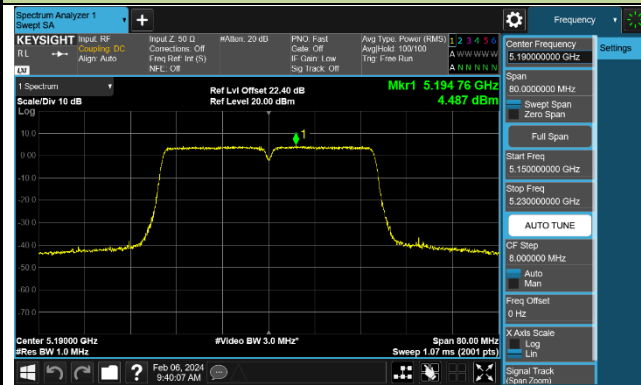 Spectrum Analyzer 1
Swept SA
Frequency
KEYSIGHT
RL
LXI
Input: RF
Coupling: DC
Align: Auto
Input Z: 50 Ω
Corrections: Off
Freq Ref: Int (S)
NFE: Off
#Atten: 20 dB
PNO: Fast
Gate: Off
IF Gain: Low
Sig Track: Off
Avg Type: Power (RMS)
Avg|Hold: 100/100
Trig: Free Run
1 2 3 4 5 6
A W W W W W
A N N N N N
1 Spectrum
Scale/Div 10 dB
Log
Ref Lvl Offset 22.40 dB
Ref Level 20.00 dBm
Mkr1 5.194 76 GHz
4.487 dBm
1
10.0
0.00
-10.0
-20.0
-30.0
-40.0
-50.0
-60.0
-70.0
Center 5.19000 GHz
#Res BW 1.0 MHz
#Video BW 3.0 MHz*
Span 80.00 MHz
Sweep 1.07 ms (2001 pts)
Feb 06, 2024
9:40:07 AM
Settings
Center Frequency
5.190000000 GHz
Span
80.0000000 MHz
Swept Span
Zero Span
Full Span
Start Freq
5.150000000 GHz
Stop Freq
5.230000000 GHz
AUTO TUNE
CF Step
8.000000 MHz
Auto
Man
Freq Offset
0 Hz
X Axis Scale
Log
Lin
Signal Track
(Span Zoom)